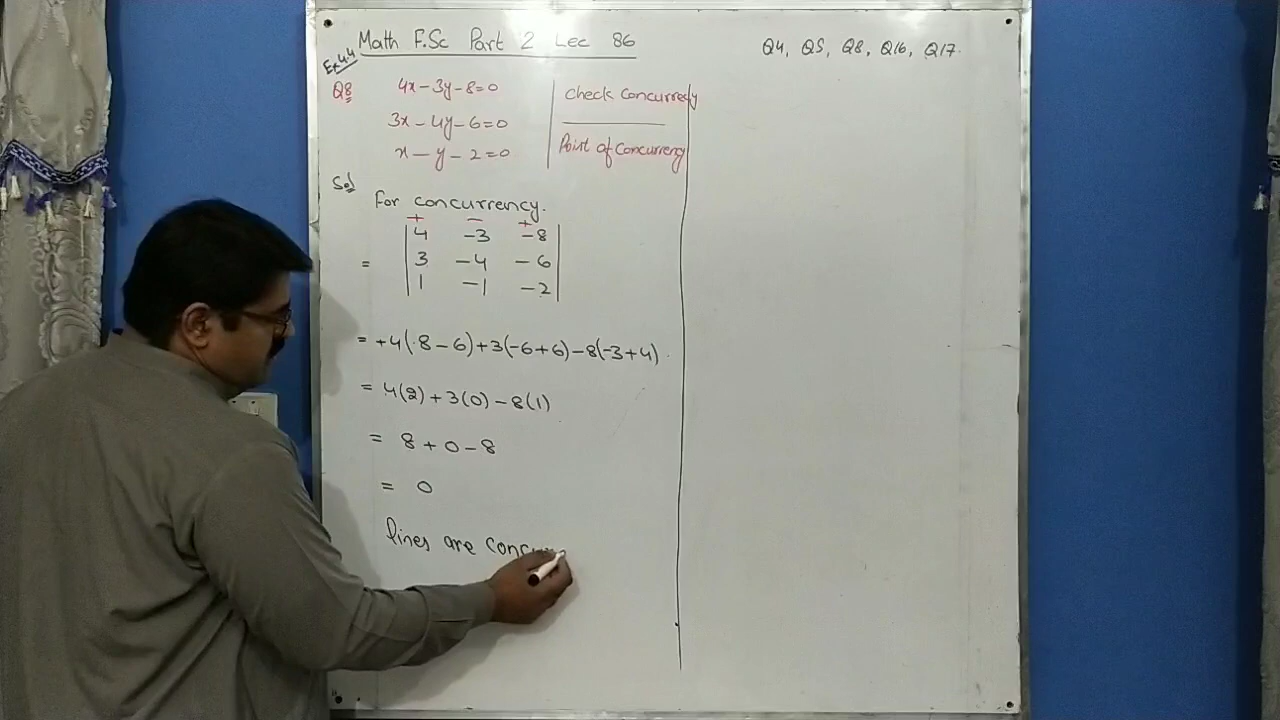 Math F.Sc Part 2 Lec 86
Q4, Q5, Q8, Q16, Q17.
Ex 4.4
Q8 4x - 3y - 8 = 0
3x - 4y - 6 = 0
x - y - 2 = 0
Check Concurrecy
Point of Concurrency
Sol
For concurrency.
+ - +
4 -3 -8
= 3 -4 -6
1 -1 -2
= +4(8 - 6) + 3(-6 + 6) - 8(-3 + 4).
= 4(2) + 3(0) - 8(1)
= 8 + 0 - 8
= 0
lines are